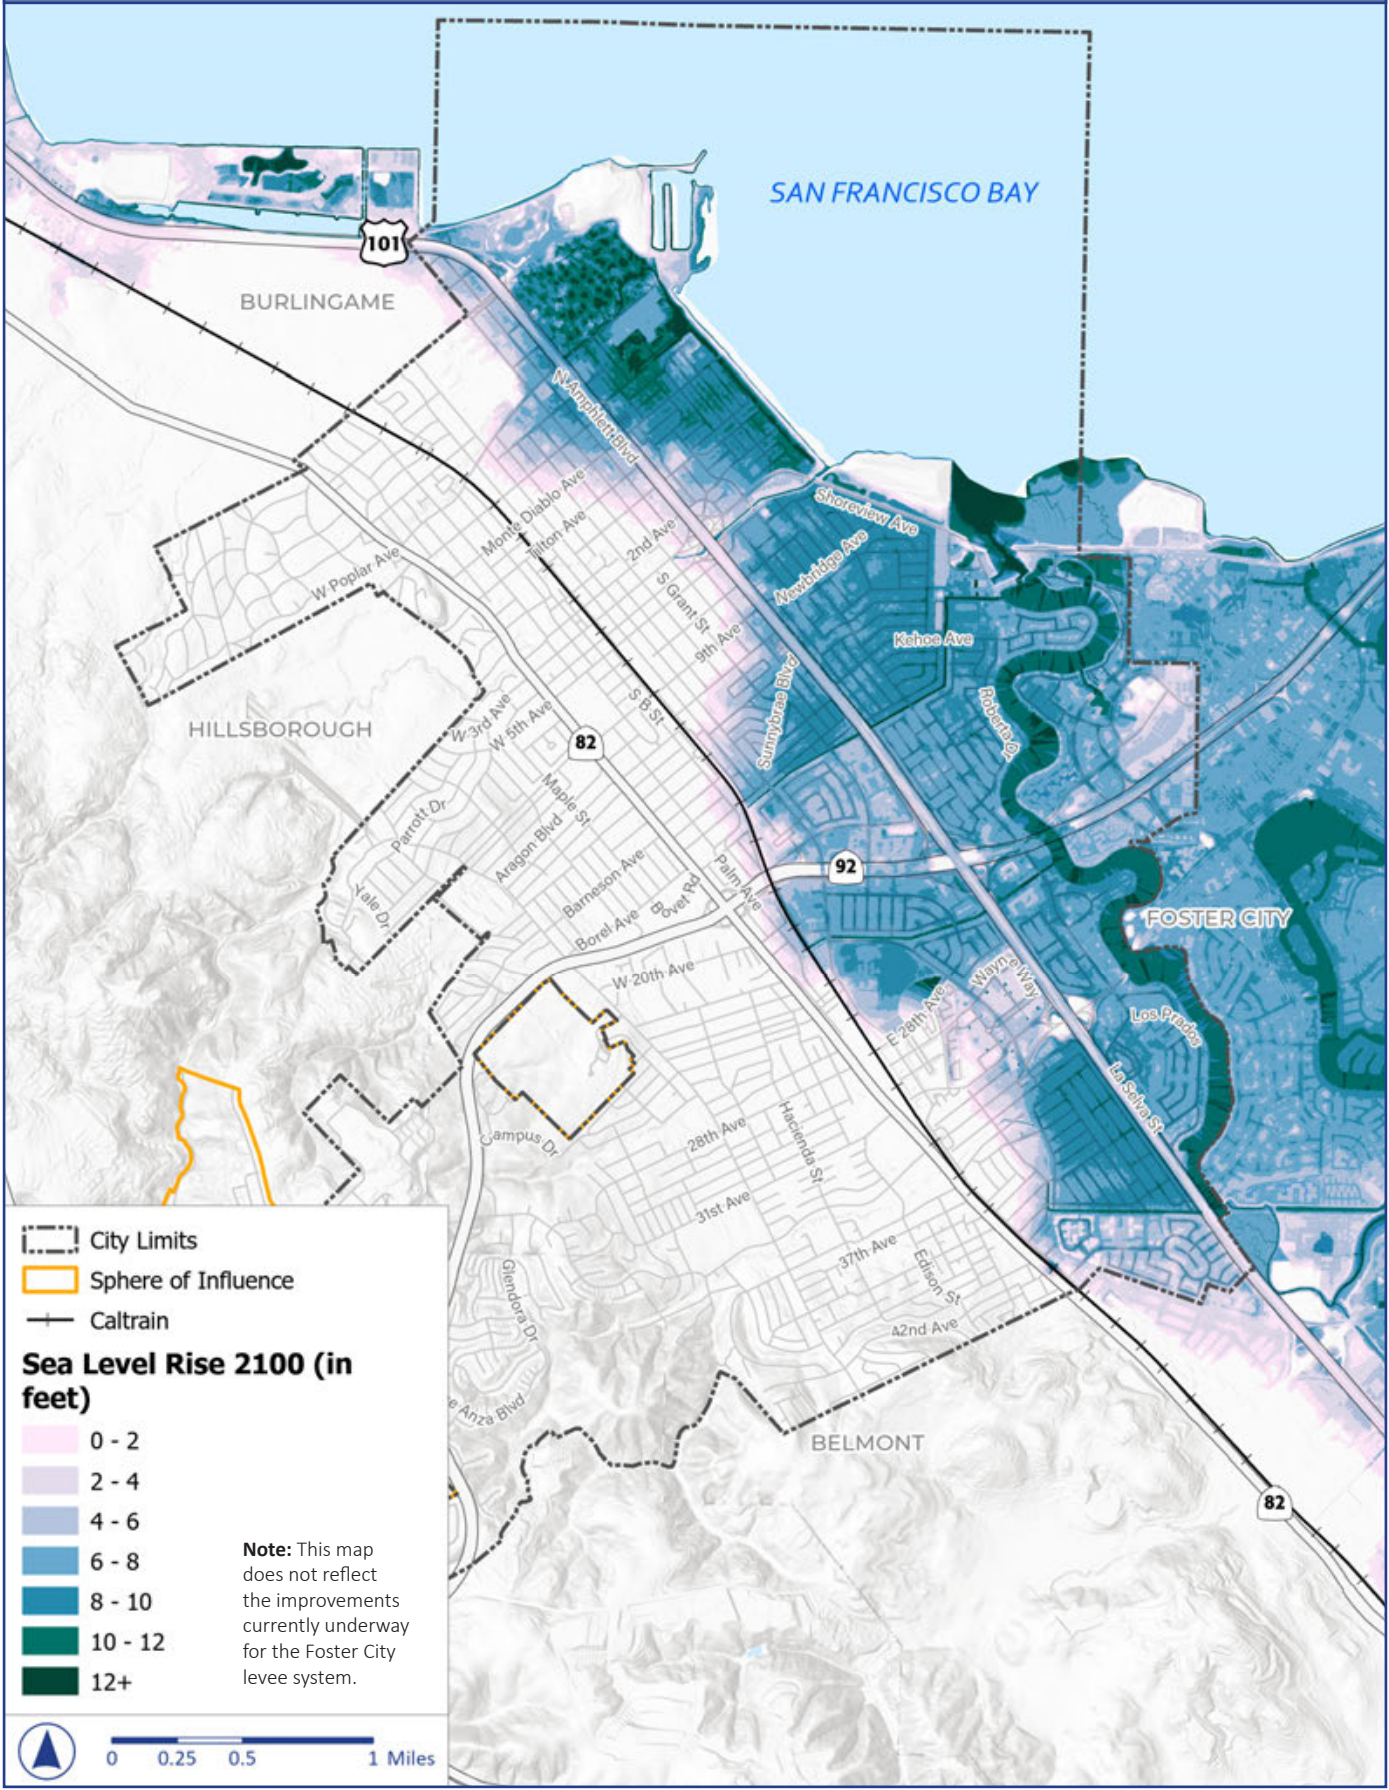 SAN FRANCISCO BAY
101
BURLINGAME
N Amphlett Blvd
Monte Diablo Ave
Tilton Ave
2nd Ave
Shoreview Ave
Newbridge Ave
W Poplar Ave
S Grant St
9th Ave
Kehoe Ave
Sunnybrae Blvd
S B St
Roberta Dr
HILLSBOROUGH
W 3rd Ave
W 5th Ave
82
Maple St
Parrott Dr
Aragon Blvd
Barneson Ave
Palm Ave
92
Yale Dr
Bovet Rd
Borel Ave
FOSTER CITY
W 20th Ave
Wayne Way
E 28th Ave
Los Prados
La Selva St
Campus Dr
28th Ave
Hacienda St
31st Ave
37th Ave
Edison St
Glendora Dr
42nd Ave
e Anza Blvd
BELMONT
82
City Limits
Sphere of Influence
Caltrain
Sea Level Rise 2100 (in
feet)
0 - 2
2 - 4
4 - 6
6 - 8
8 - 10
10 - 12
12+
Note: This map
does not reflect
the improvements
currently underway
for the Foster City
levee system.
0 0.25 0.5 1 Miles